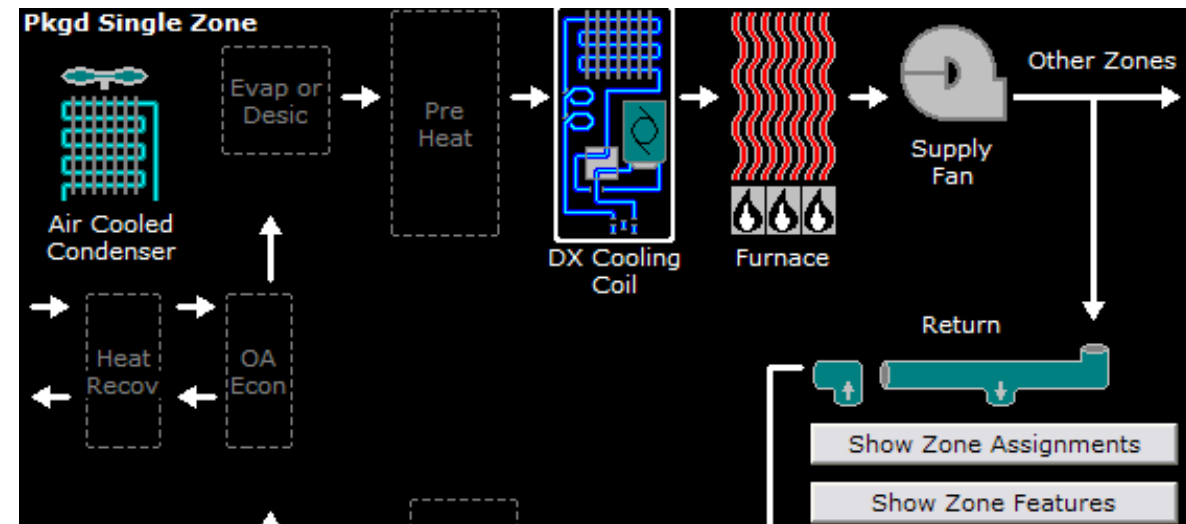 Pkgd Single Zone
Evap or
Desic
Pre
Heat
Other Zones
Supply
Fan
Air Cooled
Condenser
DX Cooling
Coil
Furnace
Heat
Recov
OA
Econ
Return
Show Zone Assignments
Show Zone Features